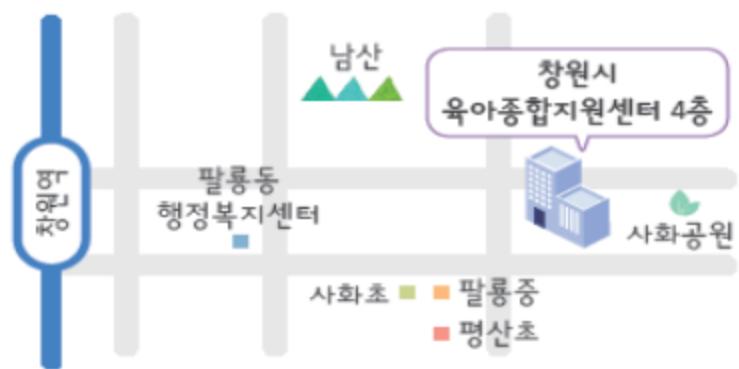 남산
창원시
육아종합지원센터 4층
창원역
팔룡동
행정복지센터
사화공원
사화초
팔룡중
평산초